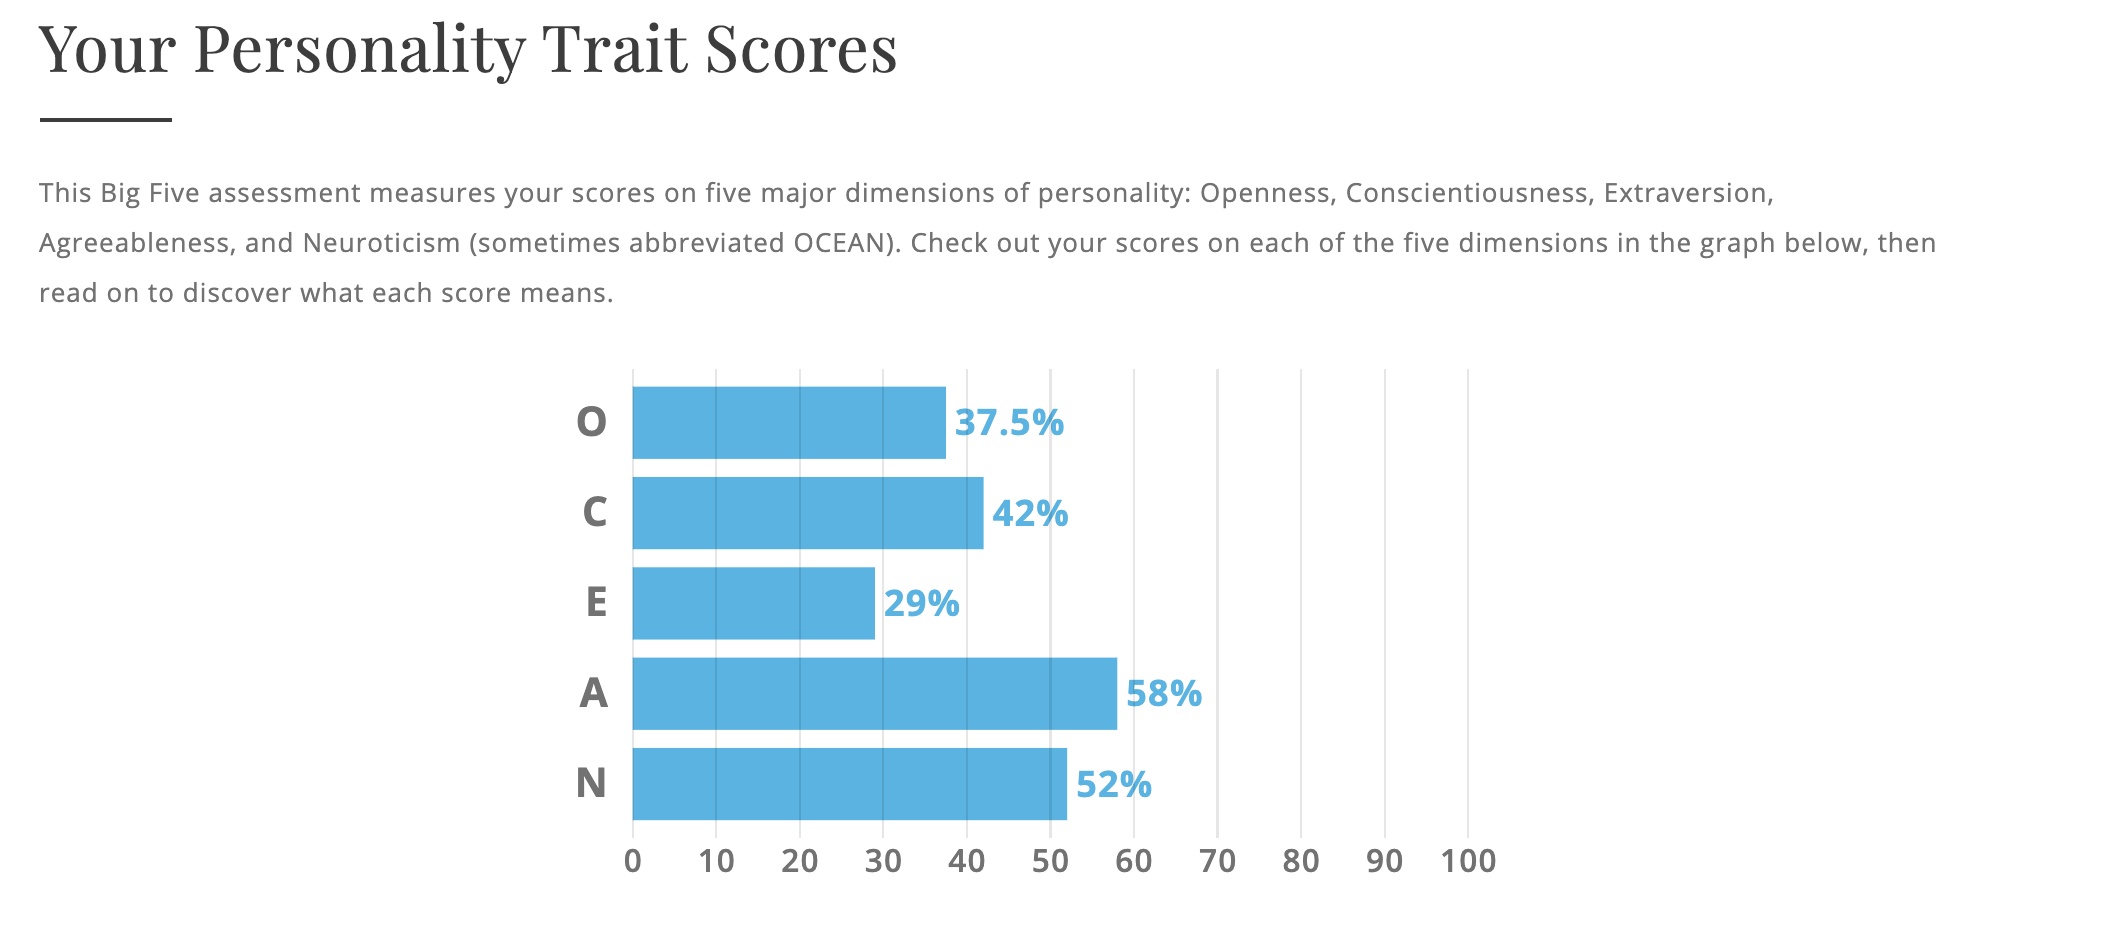 Your Personality Trait Scores
This Big Five assessment measures your scores on five major dimensions of personality: Openness, Conscientiousness, Extraversion,
Agreeableness, and Neuroticism (sometimes abbreviated OCEAN). Check out your scores on each of the five dimensions in the graph below, then
read on to discover what each score means.
O 37.5%
C 42%
E 29%
A 58%
N 52%
0 10 20 30 40 50 60 70 80 90 100